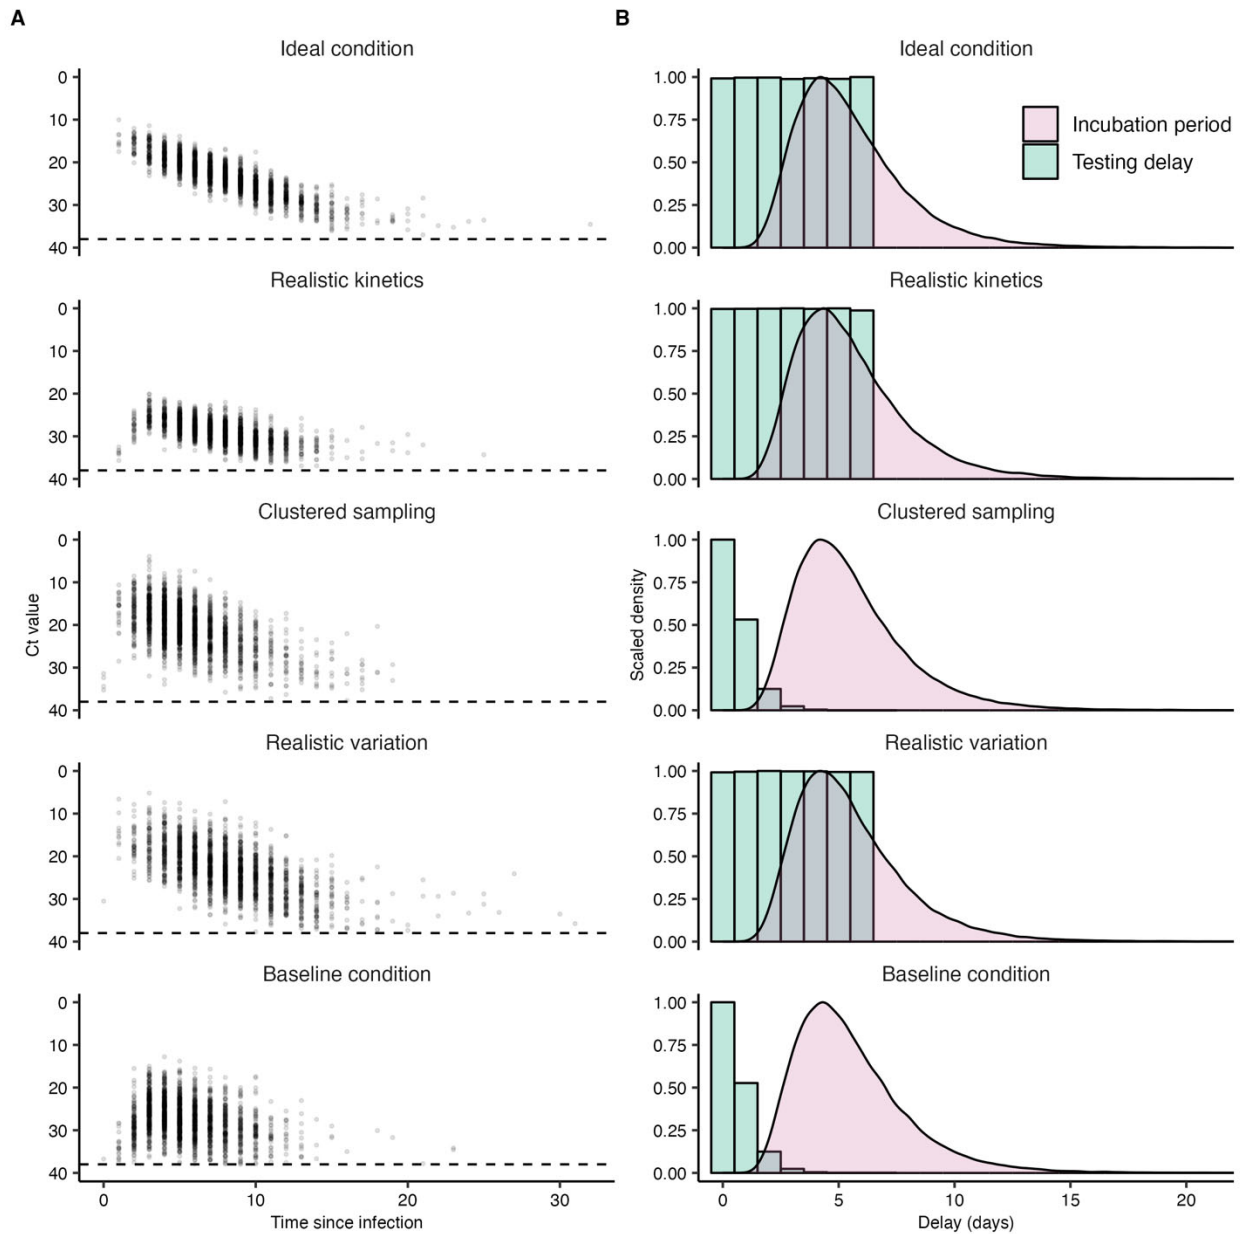 A
B
Ideal condition
0
10
20
30
40
Ideal condition
1.00
0.75
0.50
0.25
0.00
Incubation period
Testing delay
Realistic kinetics
0
10
20
30
40
Realistic kinetics
1.00
0.75
0.50
0.25
0.00
Clustered sampling
0
10
20
30
40
Ct value
Clustered sampling
1.00
0.75
0.50
0.25
0.00
Scaled density
Realistic variation
0
10
20
30
40
Realistic variation
1.00
0.75
0.50
0.25
0.00
Baseline condition
0
10
20
30
40
0 10 20 30
Time since infection
Baseline condition
1.00
0.75
0.50
0.25
0.00
0 5 10 15 20
Delay (days)